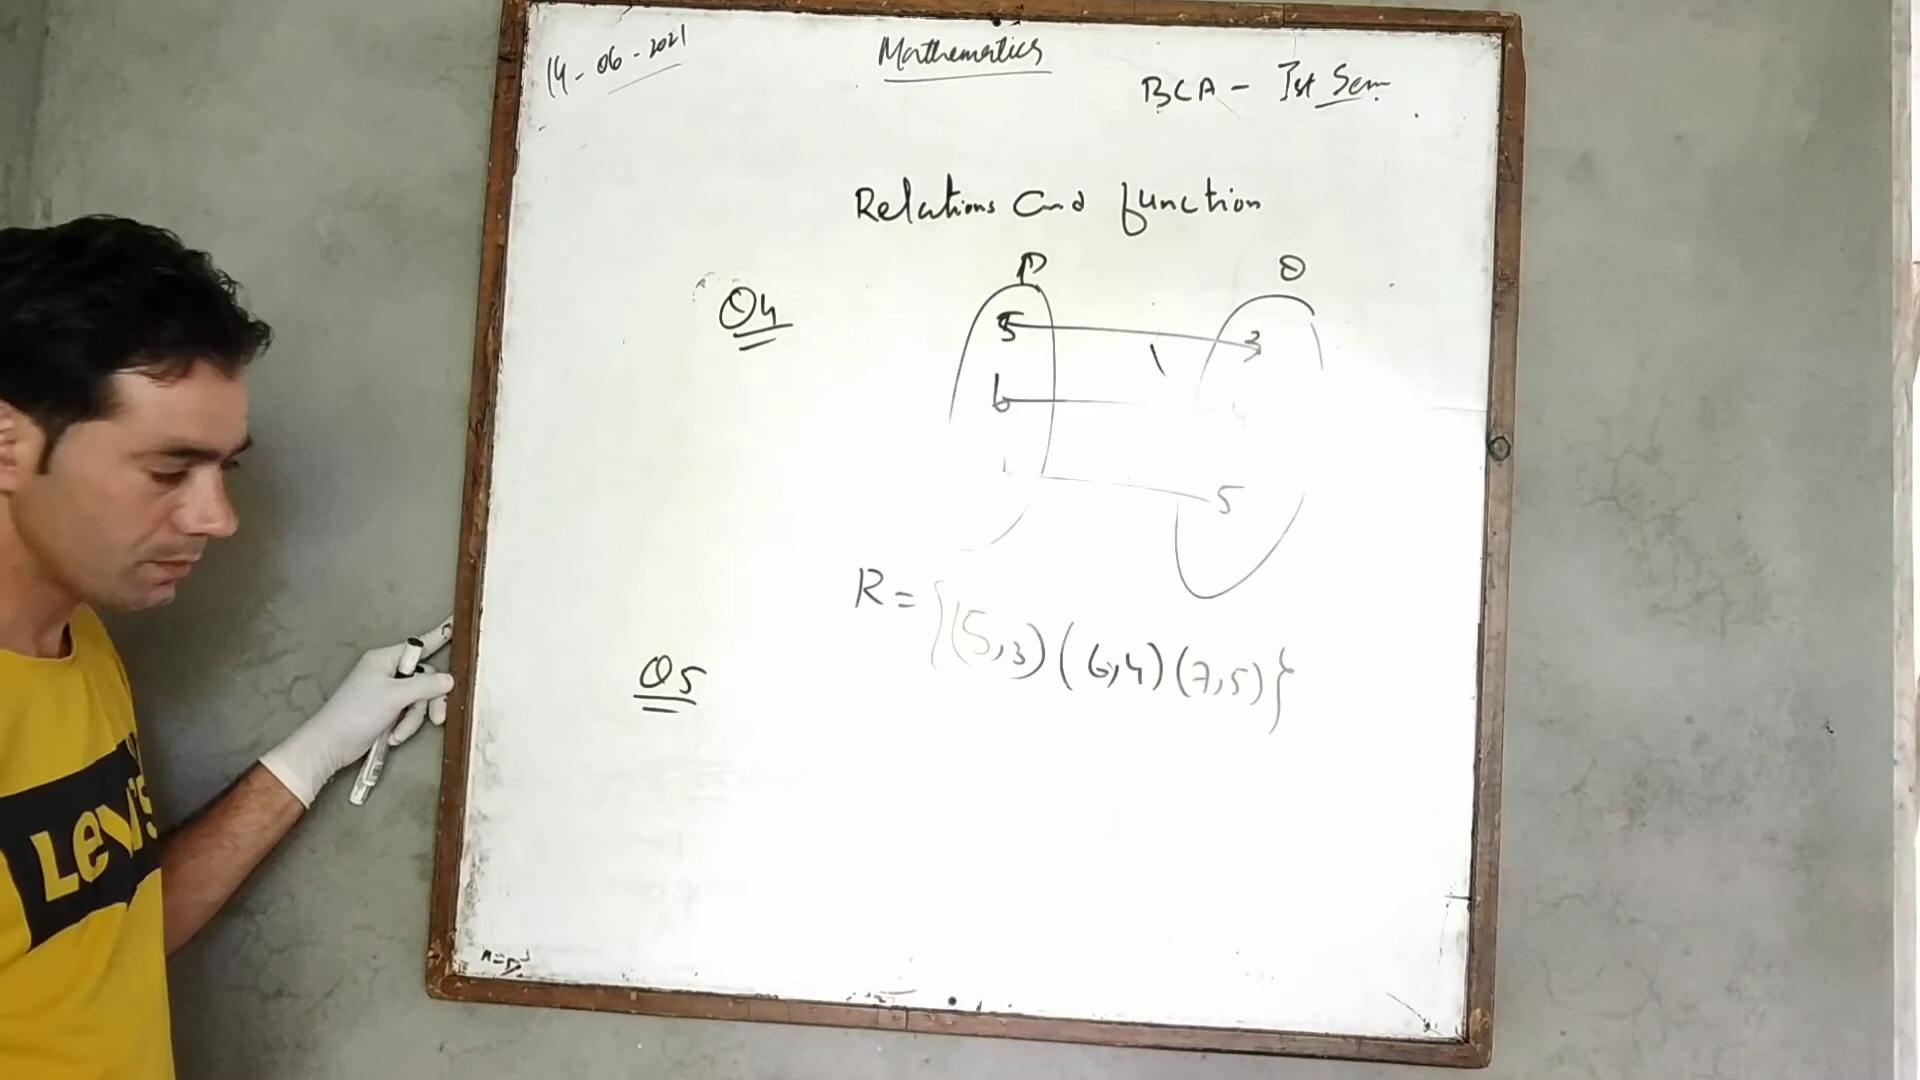 14-06-2021
Mathematics
BCA - Ist Sem
Relations and function
P
Q
Q4
5
3
6
5
R = {(5,3) (6,4) (7,5)}
Q5
Levi's